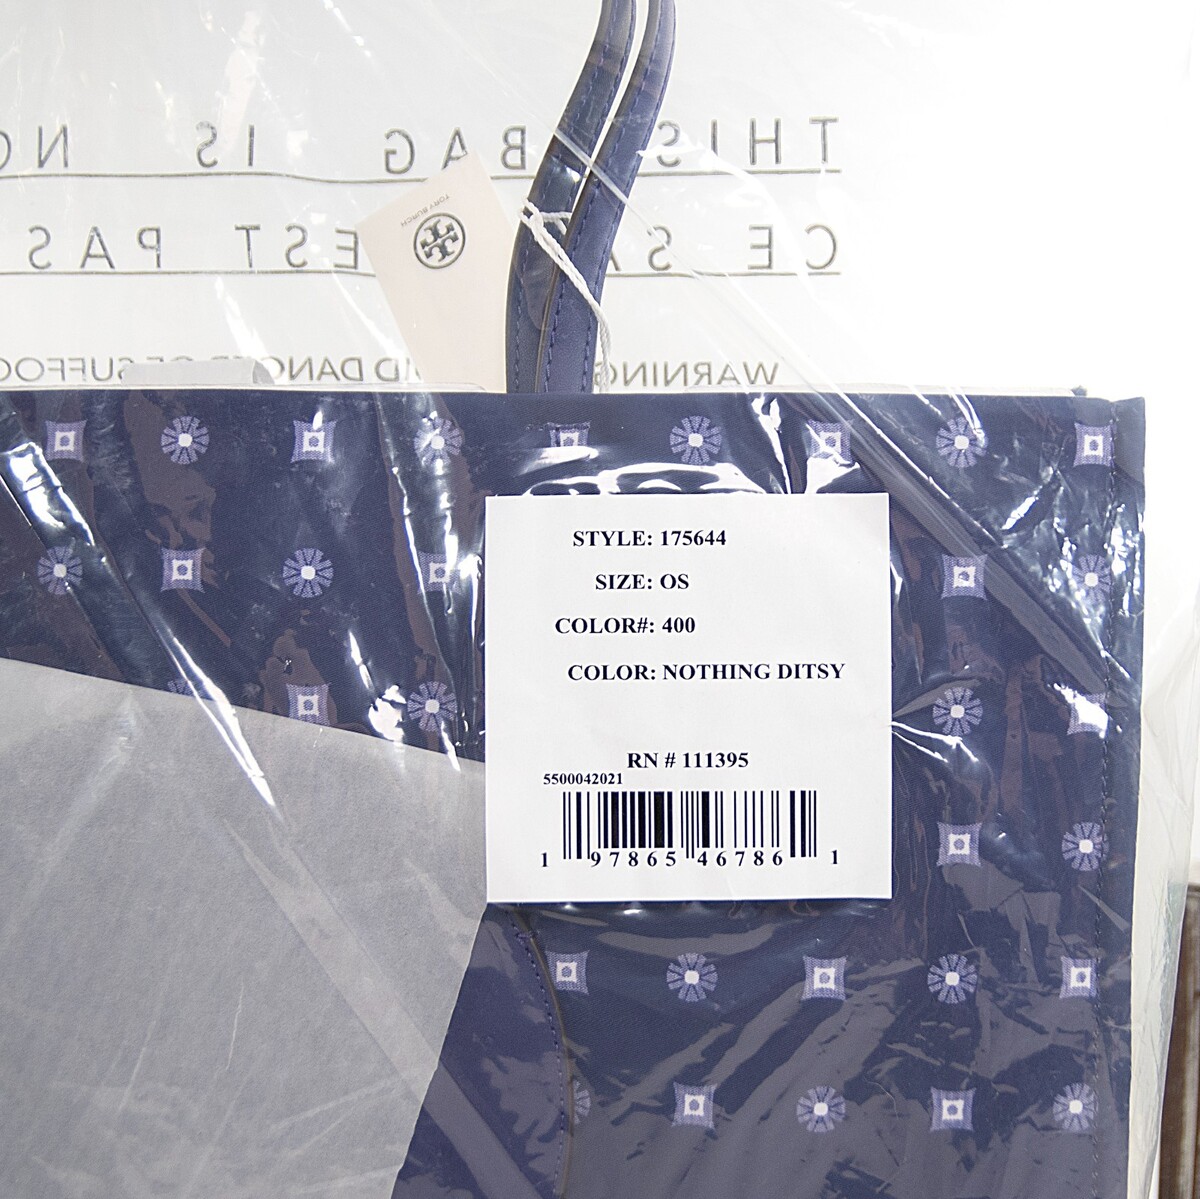 THIS BAG IS NO
CE SA EST PAS
WARNING ND DANGER OF SUFFOC
TORY BURCH
STYLE: 175644
SIZE: OS
COLOR#: 400
COLOR: NOTHING DITSY
RN # 111395
5500042021
1 97865 46786 1